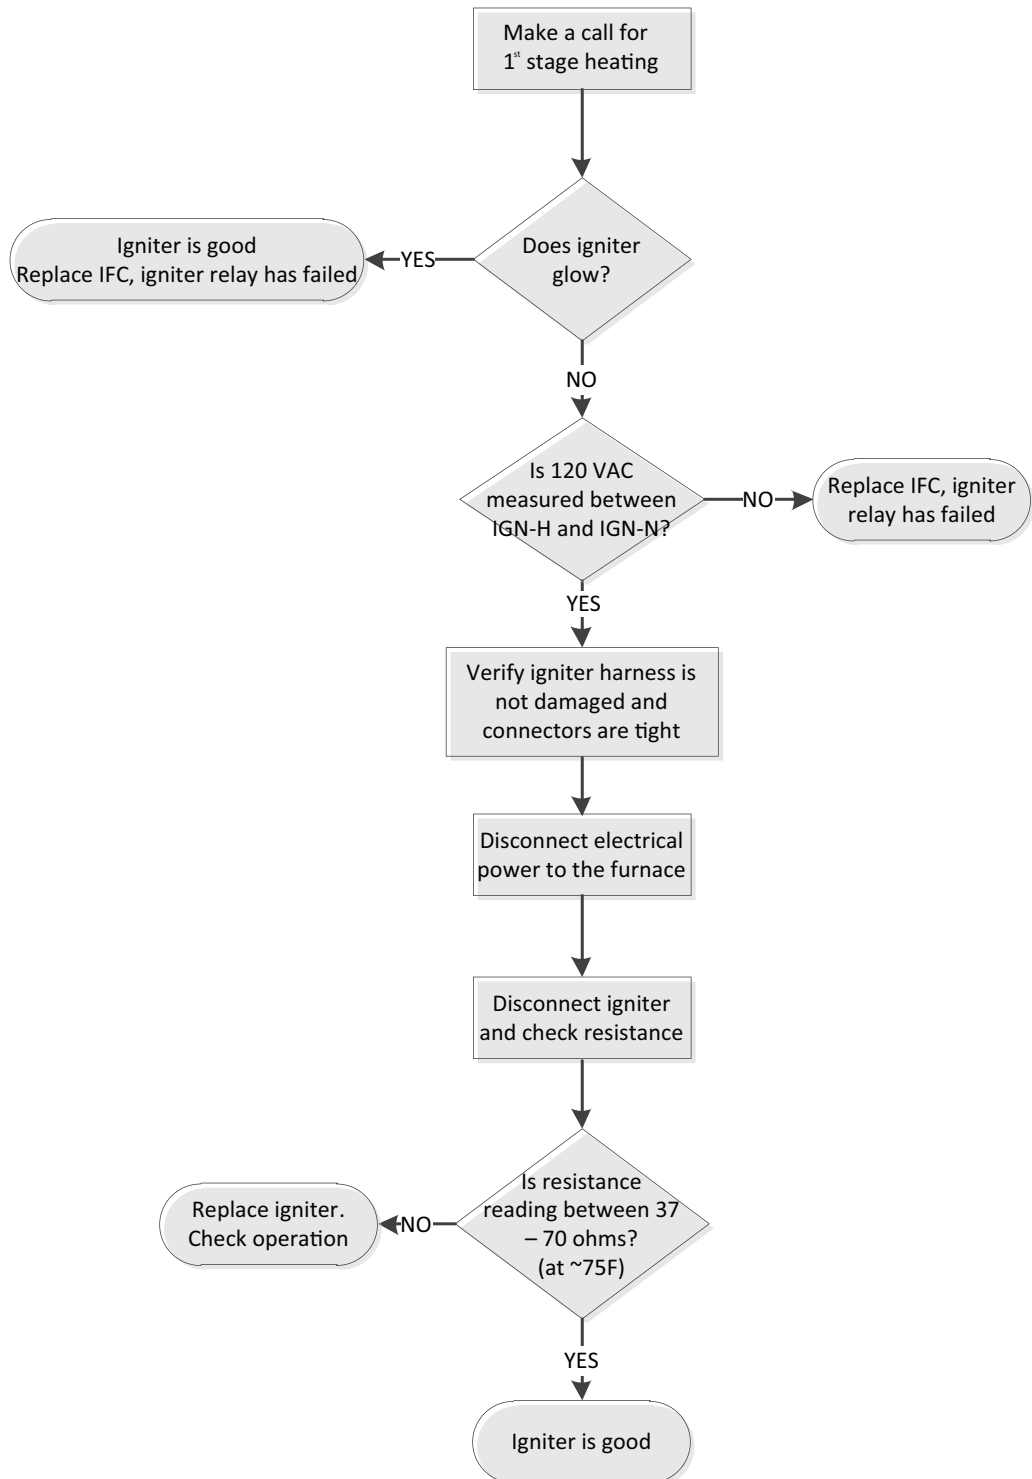 Make a call for
1st stage heating
Does igniter
glow?
YES
Igniter is good
Replace IFC, igniter relay has failed
NO
Is 120 VAC
measured between
IGN-H and IGN-N?
NO
Replace IFC, igniter
relay has failed
YES
Verify igniter harness is
not damaged and
connectors are tight
Disconnect electrical
power to the furnace
Disconnect igniter
and check resistance
Is resistance
reading between 37
– 70 ohms?
(at ~75F)
NO
Replace igniter.
Check operation
YES
Igniter is good